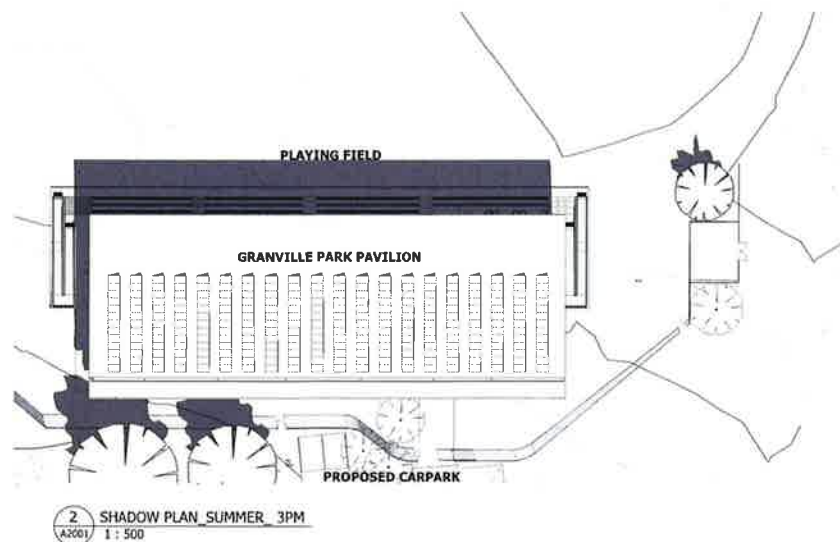 PLAYING FIELD
GRANVILLE PARK PAVILION
PROPOSED CARPARK
2 SHADOW PLAN_SUMMER_ 3PM
A2001 1 : 500